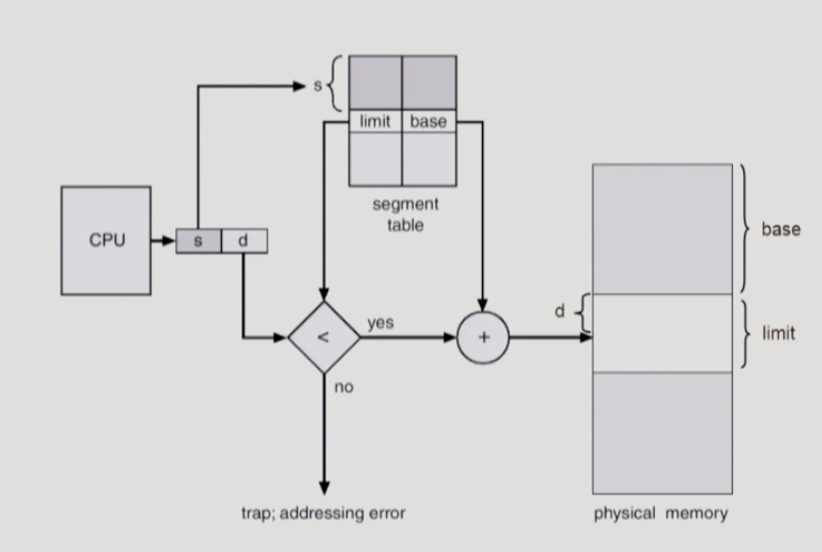 s
limit base
segment
table
CPU
s d
base
d
yes
<
+
limit
no
trap; addressing error
physical memory